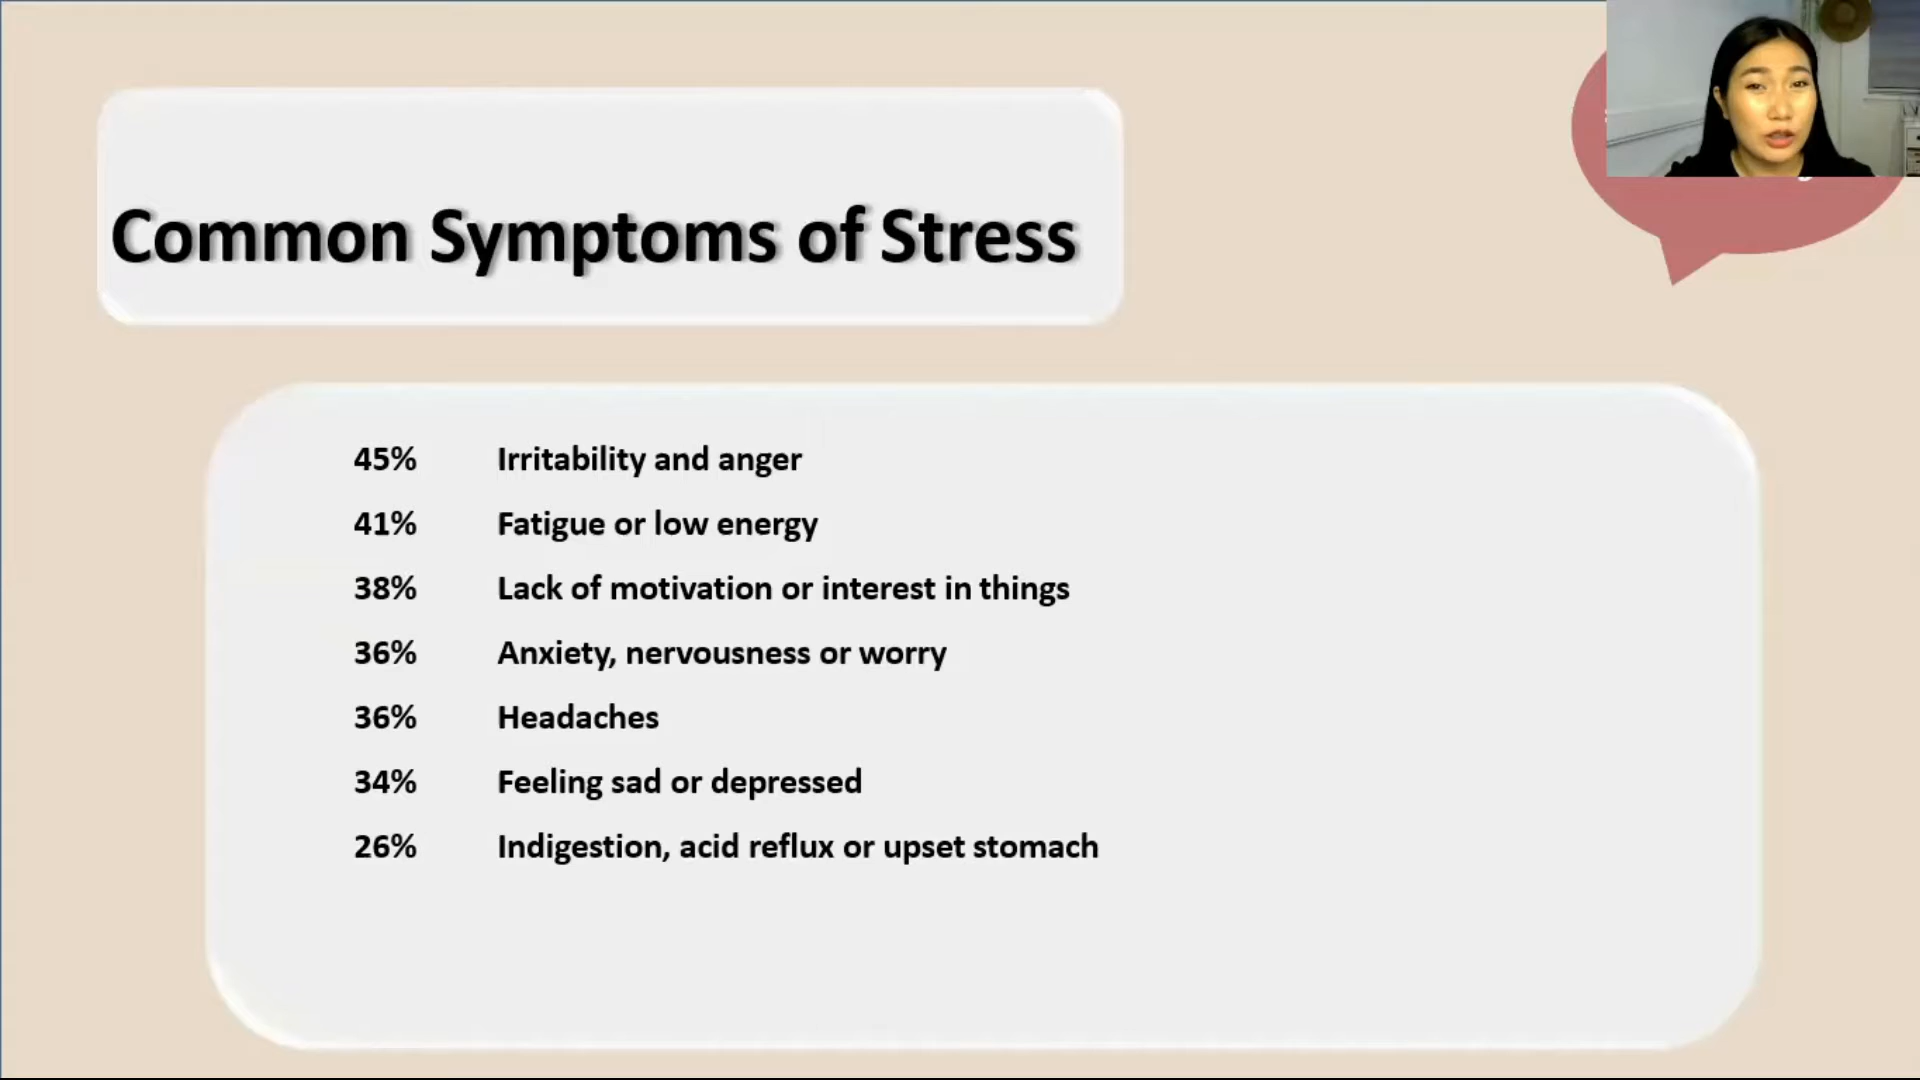 Common Symptoms of Stress
45% Irritability and anger
41% Fatigue or low energy
38% Lack of motivation or interest in things
36% Anxiety, nervousness or worry
36% Headaches
34% Feeling sad or depressed
26% Indigestion, acid reflux or upset stomach